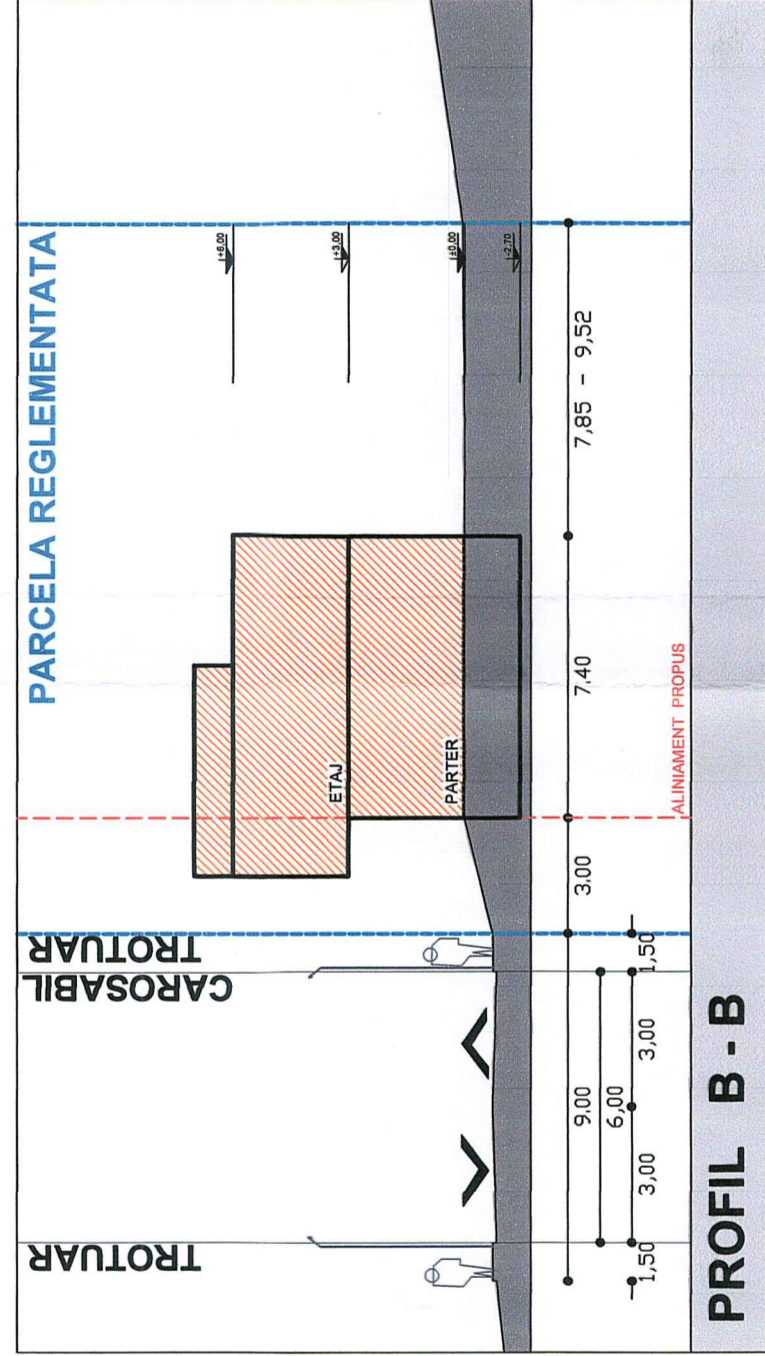 PARCELA REGLEMENTATA
TROTUAR
CAROSABIL
TROTUAR
+6,00
+3,00
±0,00
-2,70
ETAJ
PARTER
7,85 - 9,52
7.40
3.00
9.00
6,00
1,50
3,00
3,00
1,50
ALINIAMENT PROPUS
PROFIL B - B